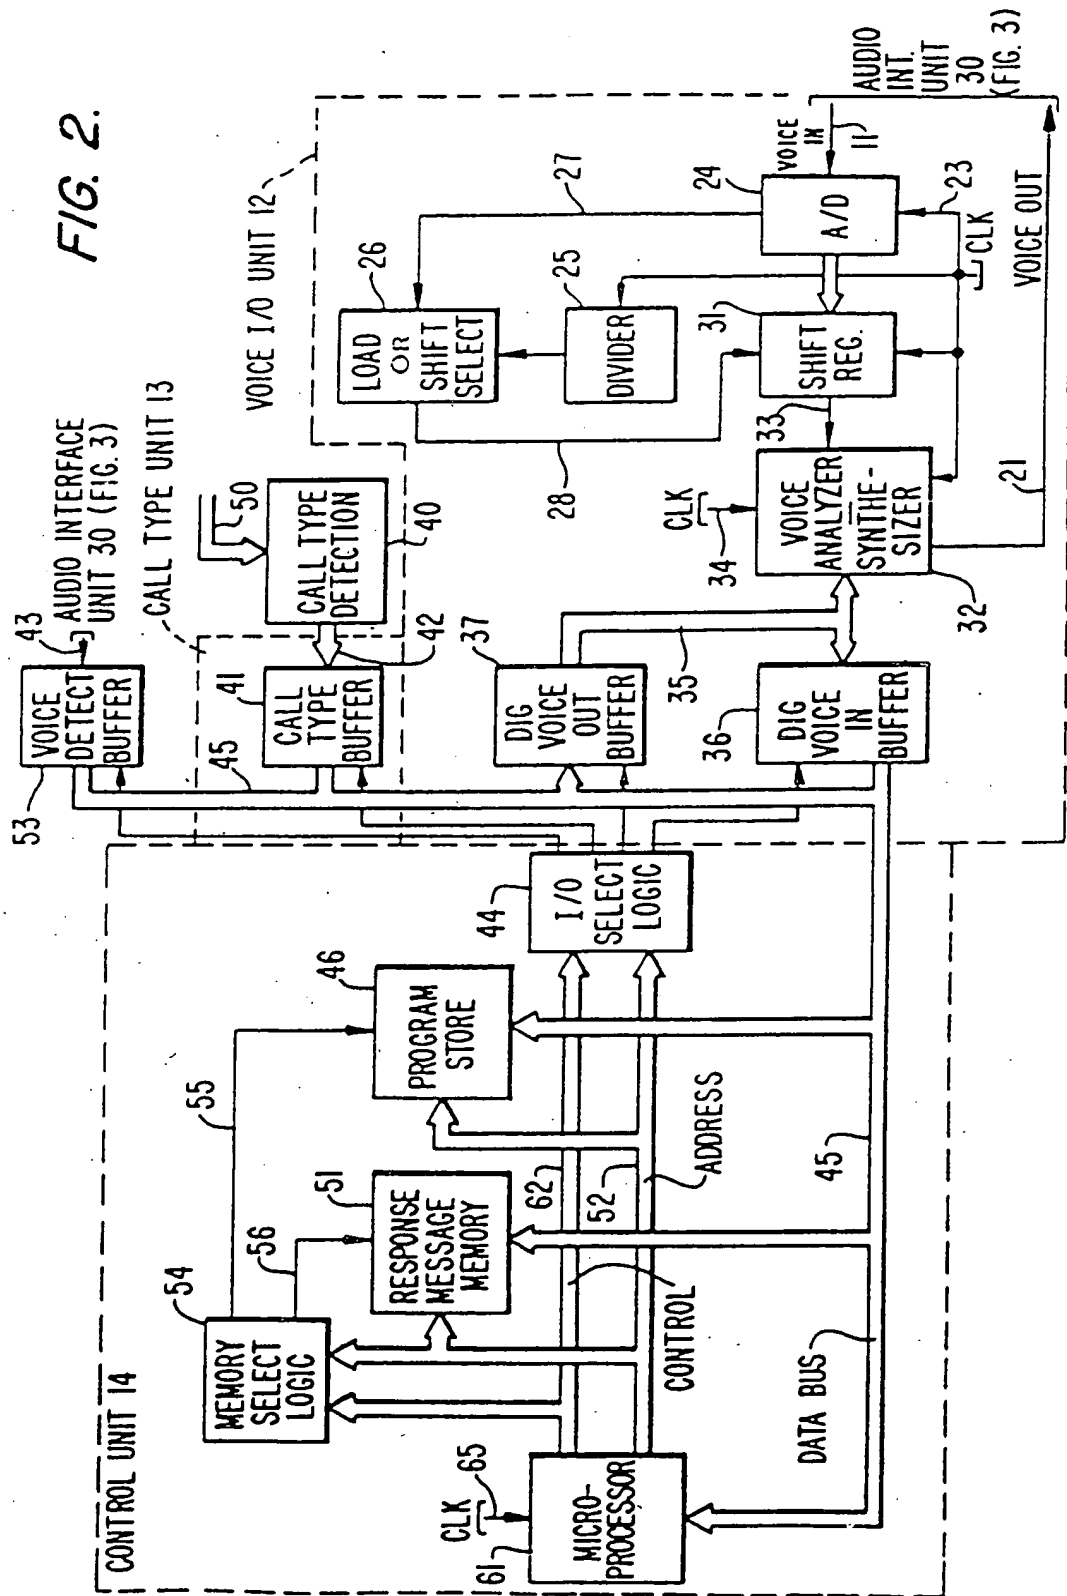 FIG. 2.
CONTROL UNIT 14
MEMORY
SELECT
LOGIC
54
55
56
RESPONSE
MESSAGE
MEMORY
51
PROGRAM
STORE
46
CLK
65
61
MICRO-
PROCESSOR
62
52
CONTROL
ADDRESS
I/O
SELECT
LOGIC
44
DATA BUS
45
53
VOICE
DETECT
BUFFER
43
AUDIO INTERFACE
UNIT 30 (FIG. 3)
CALL TYPE UNIT 13
45
CALL
TYPE
BUFFER
41
42
CALL TYPE
DETECTION
40
50
VOICE I/O UNIT 12
DIG
VOICE
OUT
BUFFER
37
35
DIG
VOICE
IN
BUFFER
36
CLK
34
VOICE
ANALYZER
SYNTHE-
SIZER
32
33
SHIFT
REG.
31
28
LOAD
OR
SHIFT
SELECT
26
DIVIDER
25
27
A/D
24
VOICE
IN
11
23
CLK
21
VOICE OUT
AUDIO
INT.
UNIT
30
(FIG. 3)